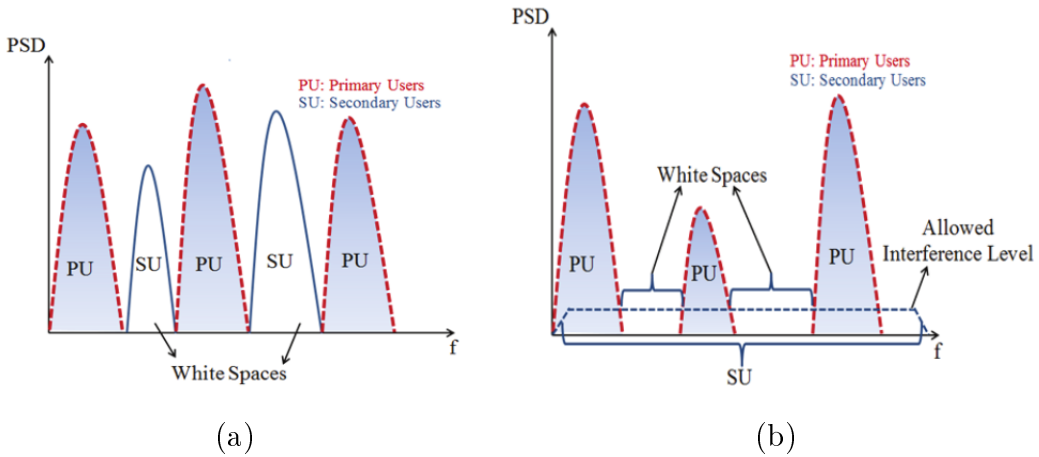 PSD
PU: Primary Users
SU: Secondary Users
PU
SU
PU
SU
PU
f
White Spaces
(a)
PSD
PU: Primary Users
SU: Secondary Users
White Spaces
Allowed
Interference Level
PU
PU
PU
f
SU
(b)